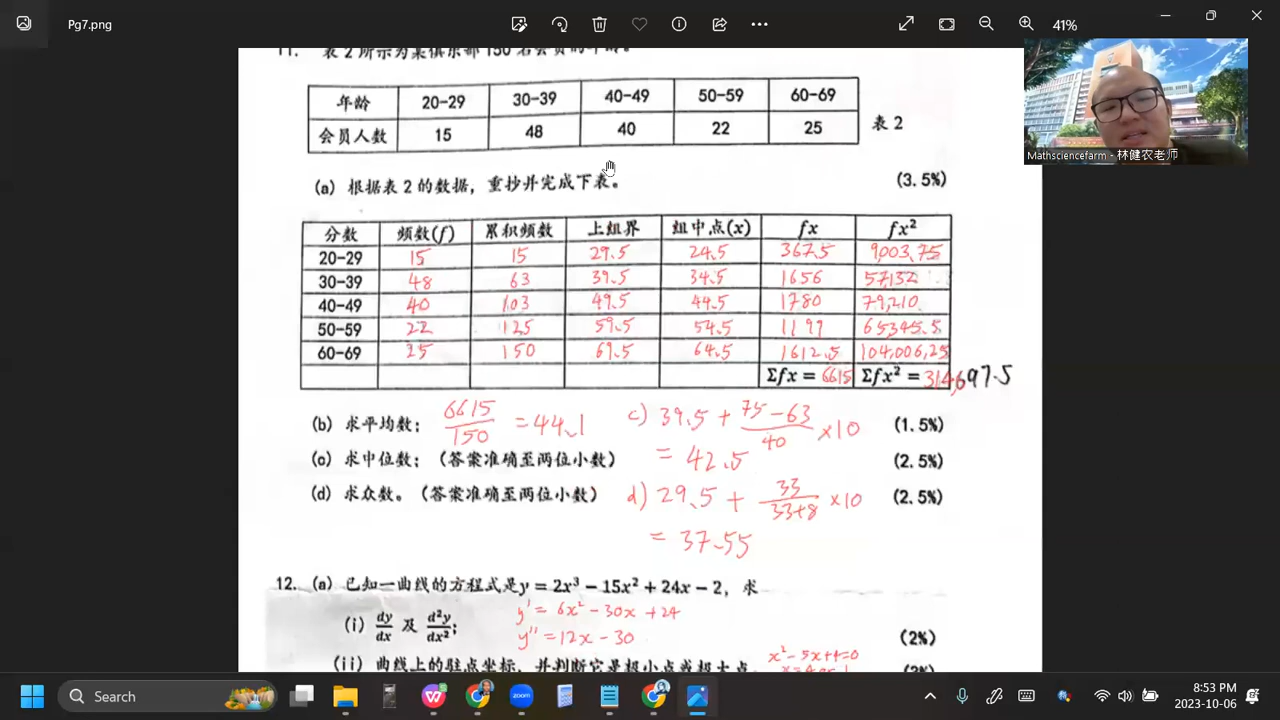 Pg7.png
41%
11. 表 2 所示为某俱乐部 150 名会员的年龄。
年龄 20-29 30-39 40-49 50-59 60-69
会员人数 15 48 40 22 25
表 2
Mathsciencefarm - 林健农老师
(a) 根据表 2 的数据，重抄并完成下表。 (3.5%)
分数 频数(f) 累积频数 上组界 组中点(x) fx fx²
20-29 15 15 29.5 24.5 367.5 9,003.75
30-39 48 63 39.5 34.5 1656 57,132
40-49 40 103 49.5 44.5 1780 79,210
50-59 22 125 59.5 54.5 1199 65345.5
60-69 25 150 69.5 64.5 1612.5 104,006,25
Σfx = 6615 Σfx² = 314,697.5
(b) 求平均数； 6615/150 = 44.1 (1.5%)
c) 39.5 + (75-63)/40 ×10
(c) 求中位数；（答案准确至两位小数） = 42.5 (2.5%)
(d) 求众数。（答案准确至两位小数） d) 29.5 + 33/(33+8) ×10 (2.5%)
= 37.55
12. (a) 已知一曲线的方程式是y = 2x³ − 15x² + 24x − 2，求
(i) dy/dx 及 d²y/dx²; y' = 6x² − 30x + 24
y'' = 12x − 30 (2%)
(ii) 曲线上的驻点坐标，并判断它是极小点或极大点。 x² − 5x + 4 = 0
Search
8:53 PM
2023-10-06